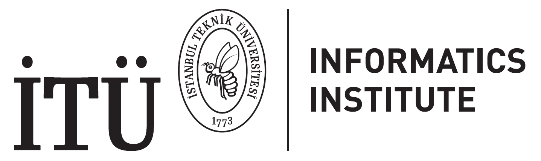 İTÜ
İSTANBUL TEKNİK ÜNİVERSİTESİ
1773
INFORMATICS
INSTITUTE